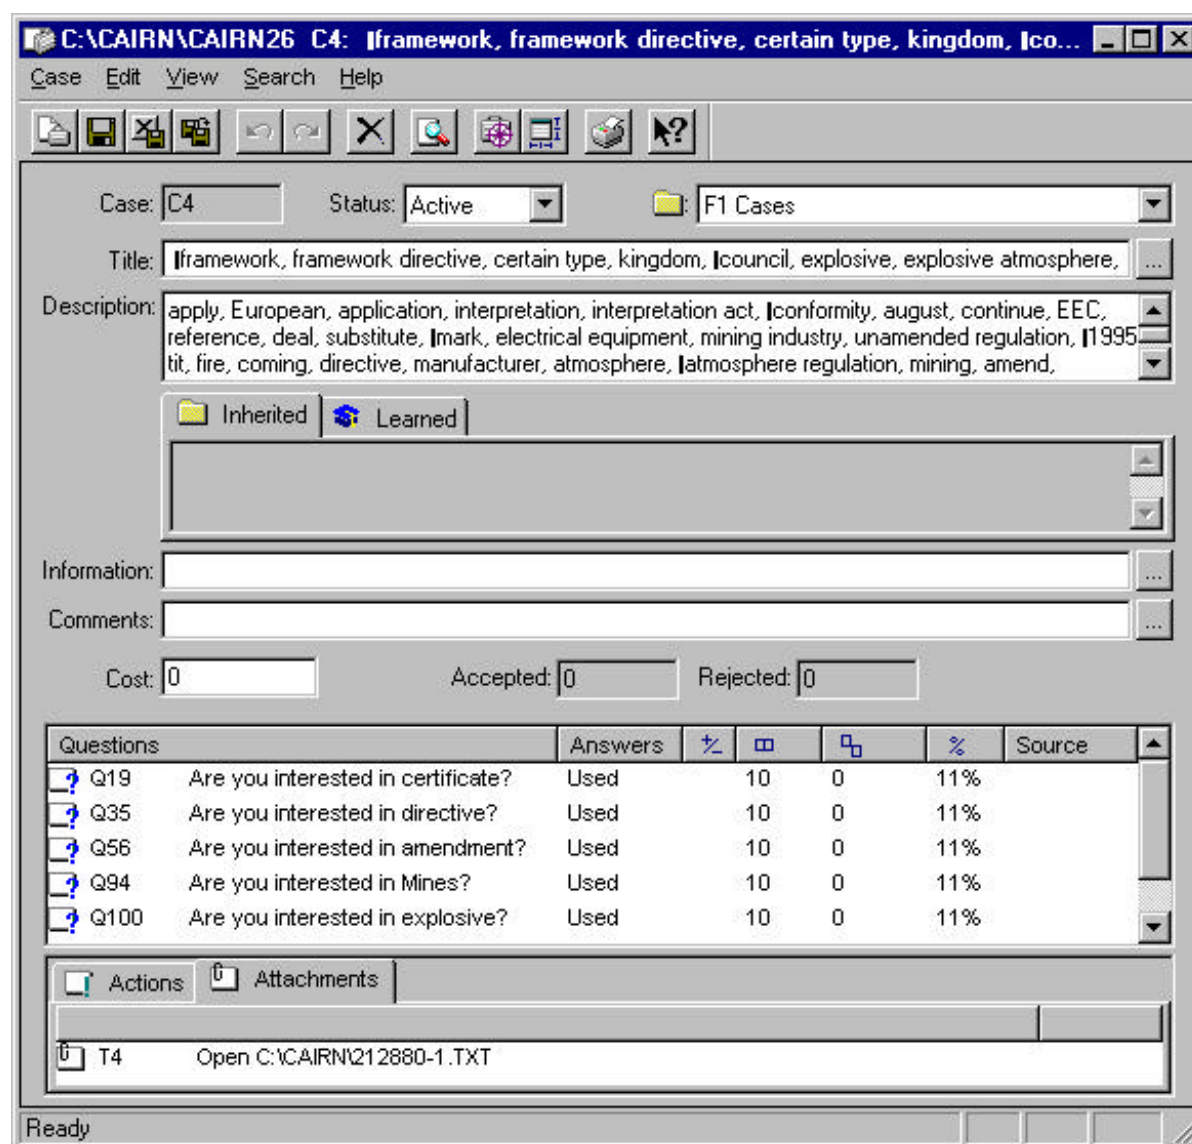 C:\CAIRN\CAIRN26 C4: framework, framework directive, certain type, kingdom, co...
Case Edit View Search Help
Case: C4 Status: Active : F1 Cases
Title: framework, framework directive, certain type, kingdom, council, explosive, explosive atmosphere, ...
Description: apply, European, application, interpretation, interpretation act, conformity, august, continue, EEC,
reference, deal, substitute, mark, electrical equipment, mining industry, unamended regulation, 1995
tit, fire, coming, directive, manufacturer, atmosphere, atmosphere regulation, mining, amend,
Inherited Learned
Information: ...
Comments: ...
Cost: 0 Accepted: 0 Rejected: 0
Questions Answers +/- % Source
Q19 Are you interested in certificate? Used 10 0 11%
Q35 Are you interested in directive? Used 10 0 11%
Q56 Are you interested in amendment? Used 10 0 11%
Q94 Are you interested in Mines? Used 10 0 11%
Q100 Are you interested in explosive? Used 10 0 11%
Actions Attachments
T4 Open C:\CAIRN\212880-1.TXT
Ready